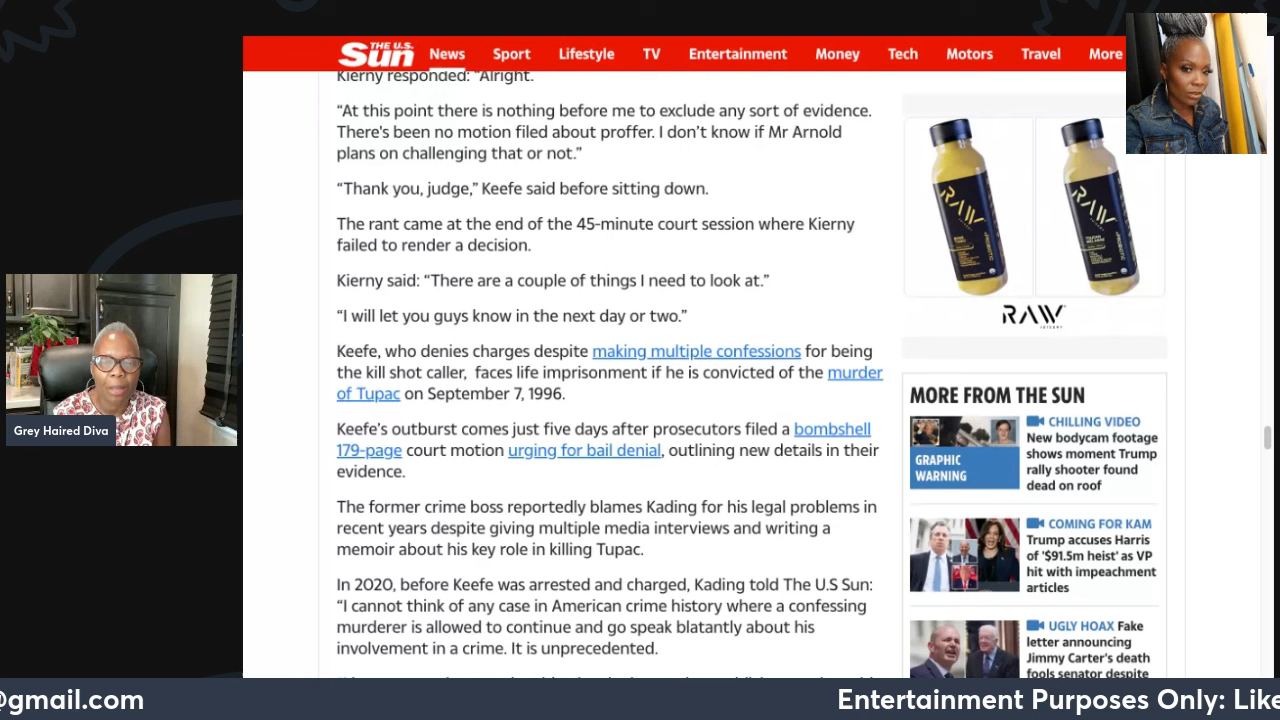 THE U.S.
Sun
News Sport Lifestyle TV Entertainment Money Tech Motors Travel More
Kierny responded: “Alright.
“At this point there is nothing before me to exclude any sort of evidence.
There's been no motion filed about proffer. I don’t know if Mr Arnold
plans on challenging that or not.”
“Thank you, judge,” Keefe said before sitting down.
The rant came at the end of the 45-minute court session where Kierny
failed to render a decision.
Kierny said: “There are a couple of things I need to look at.”
“I will let you guys know in the next day or two.”
Keefe, who denies charges despite making multiple confessions for being
the kill shot caller, faces life imprisonment if he is convicted of the murder
of Tupac on September 7, 1996.
Keefe’s outburst comes just five days after prosecutors filed a bombshell
179-page court motion urging for bail denial, outlining new details in their
evidence.
The former crime boss reportedly blames Kading for his legal problems in
recent years despite giving multiple media interviews and writing a
memoir about his key role in killing Tupac.
In 2020, before Keefe was arrested and charged, Kading told The U.S Sun:
“I cannot think of any case in American crime history where a confessing
murderer is allowed to continue and go speak blatantly about his
involvement in a crime. It is unprecedented.
RAW
RAW
RAW
MORE FROM THE SUN
GRAPHIC
WARNING
CHILLING VIDEO
New bodycam footage
shows moment Trump
rally shooter found
dead on roof
COMING FOR KAM
Trump accuses Harris
of '$91.5m heist' as VP
hit with impeachment
articles
UGLY HOAX Fake
letter announcing
Jimmy Carter's death
fools senator despite
Grey Haired Diva
@gmail.com
Entertainment Purposes Only: Like